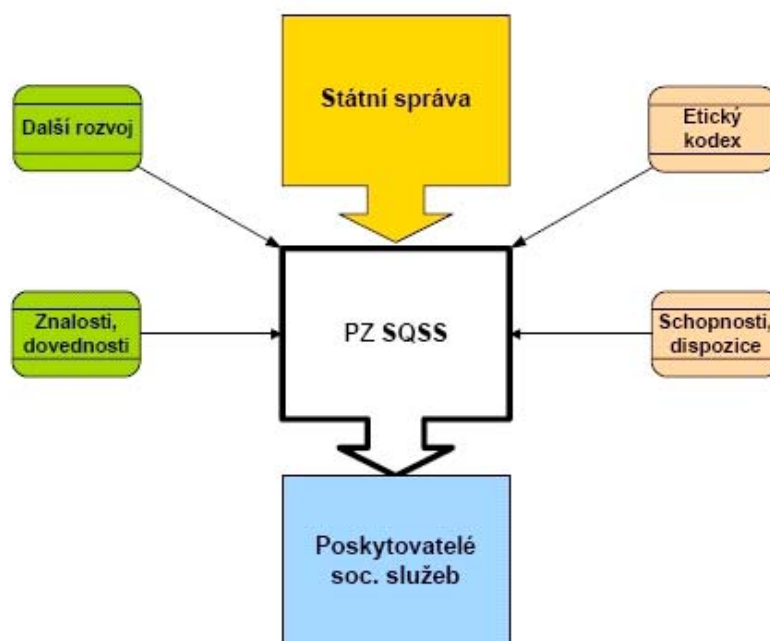 Státní správa
Další rozvoj
Etický
kodex
Znalosti,
dovednosti
PZ SQSS
Schopnosti,
dispozice
Poskytovatelé
soc. služeb